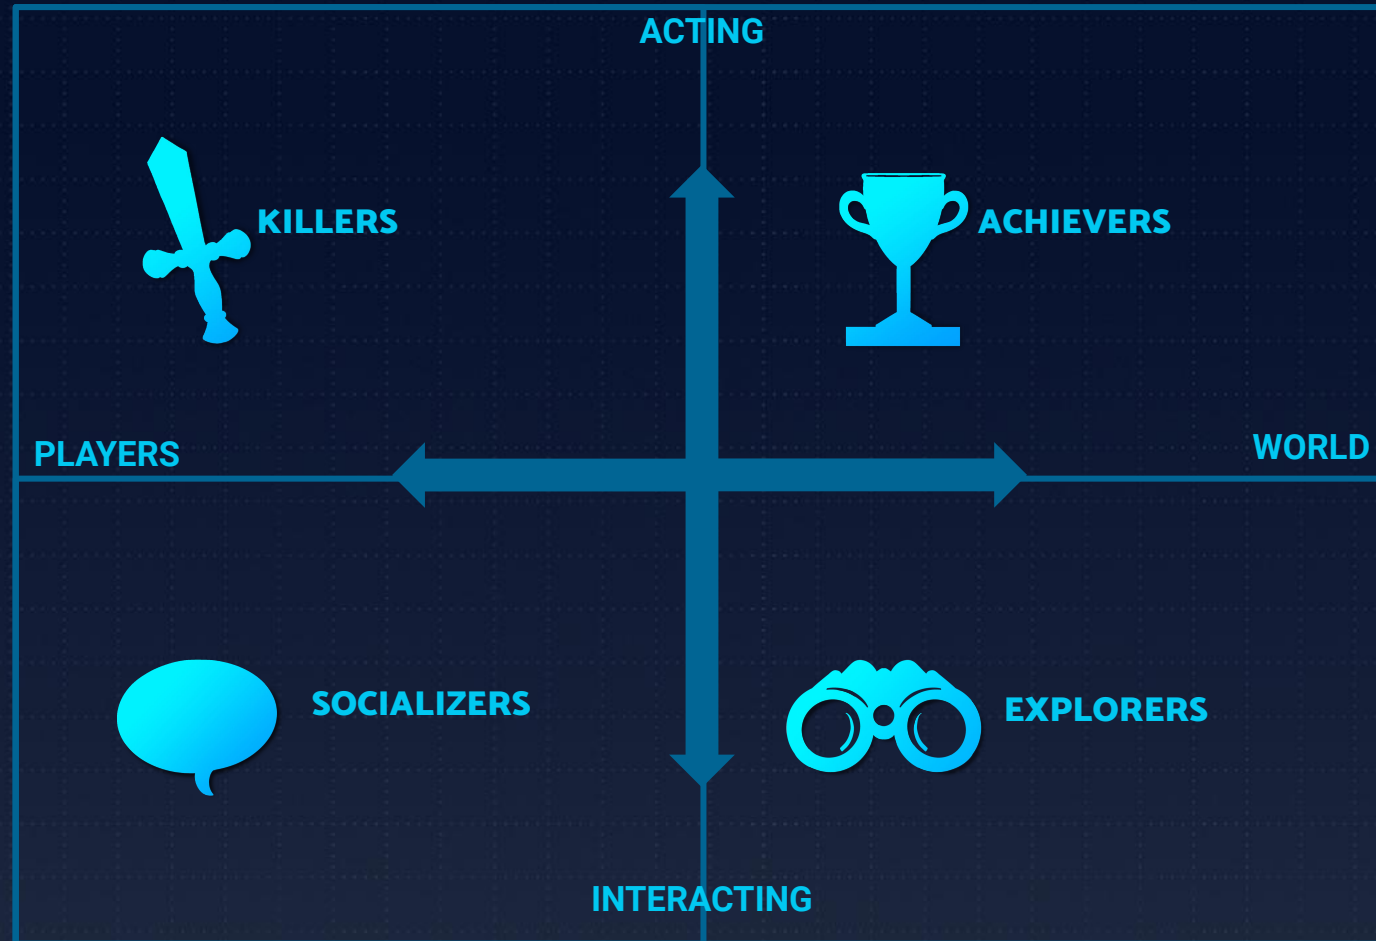 ACTING
KILLERS
ACHIEVERS
PLAYERS
WORLD
SOCIALIZERS
EXPLORERS
INTERACTING